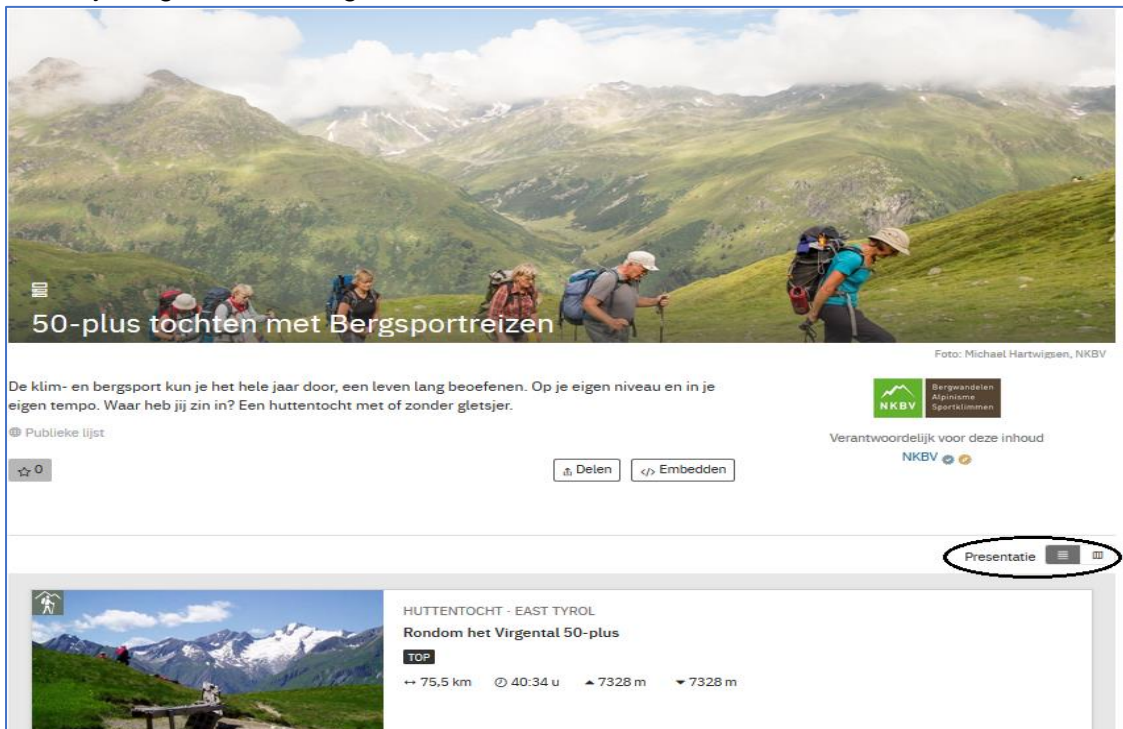 50-plus tochten met Bergsportreizen
Foto: Michael Hartwigsen, NKBV
De klim- en bergsport kun je het hele jaar door, een leven lang beoefenen. Op je eigen niveau en in je
eigen tempo. Waar heb jij zin in? Een huttentocht met of zonder gletsjer.
Publieke lijst
0
Delen
Embedden
NKBV
Bergwandelen
Alpinisme
Sportklimmen
Verantwoordelijk voor deze inhoud
NKBV
Presentatie
HUTTENTOCHT - EAST TYROL
Rondom het Virgental 50-plus
TOP
75,5 km 40:34 u 7328 m 7328 m